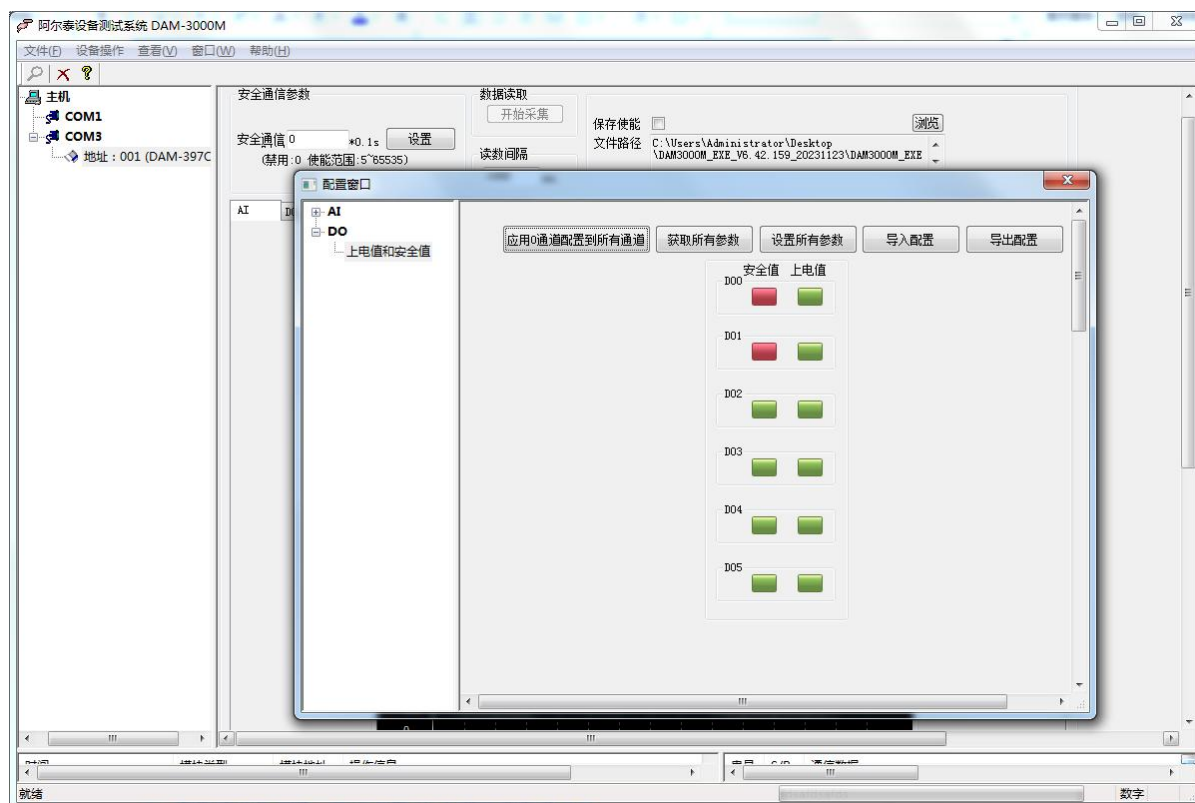 阿尔泰设备测试系统 DAM-3000M
文件(F) 设备操作 查看(V) 窗口(W) 帮助(H)
主机
COM1
COM3
地址：001 (DAM-397C
安全通信参数
安全通信 0 *0.1s 设置
(禁用:0 使能范围:5~65535)
数据读取
开始采集
读数间隔
保存使能 浏览
文件路径 C:\Users\Administrator\Desktop
\DAM3000M_EXE_V6.42.159_20231123\DAM3000M_EXE
AI
配置窗口
AI
DO
上电值和安全值
应用0通道配置到所有通道 获取所有参数 设置所有参数 导入配置 导出配置
安全值 上电值
DO0
DO1
DO2
DO3
DO4
DO5
就绪 数字